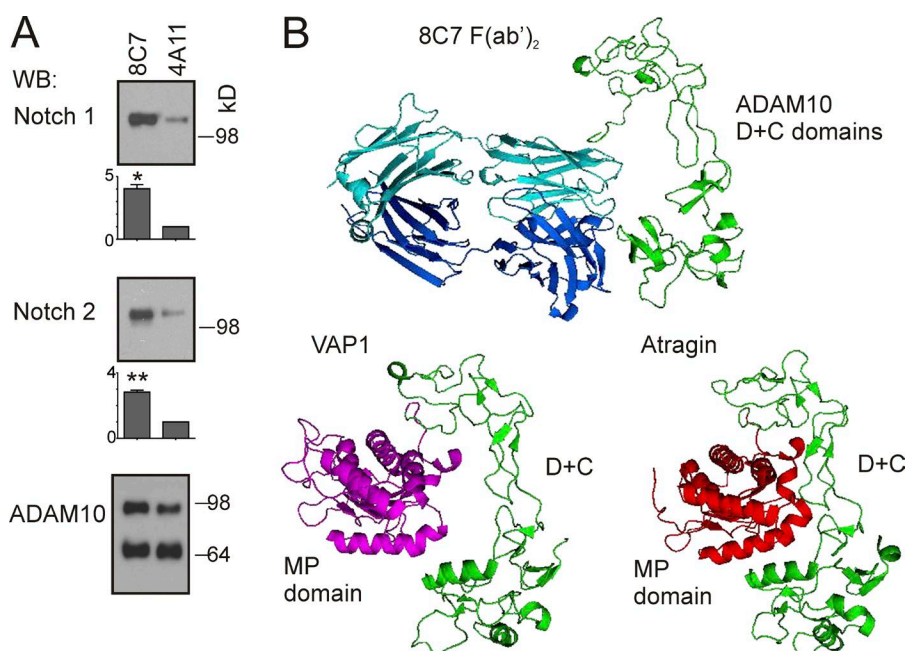 A
WB:
8C7
4A11
kD
Notch 1
–98
5
*
0
Notch 2
–98
4
**
0
ADAM10
–98
–64
B
8C7 F(ab’)₂
ADAM10
D+C domains
VAP1
D+C
MP
domain
Atragin
D+C
MP
domain